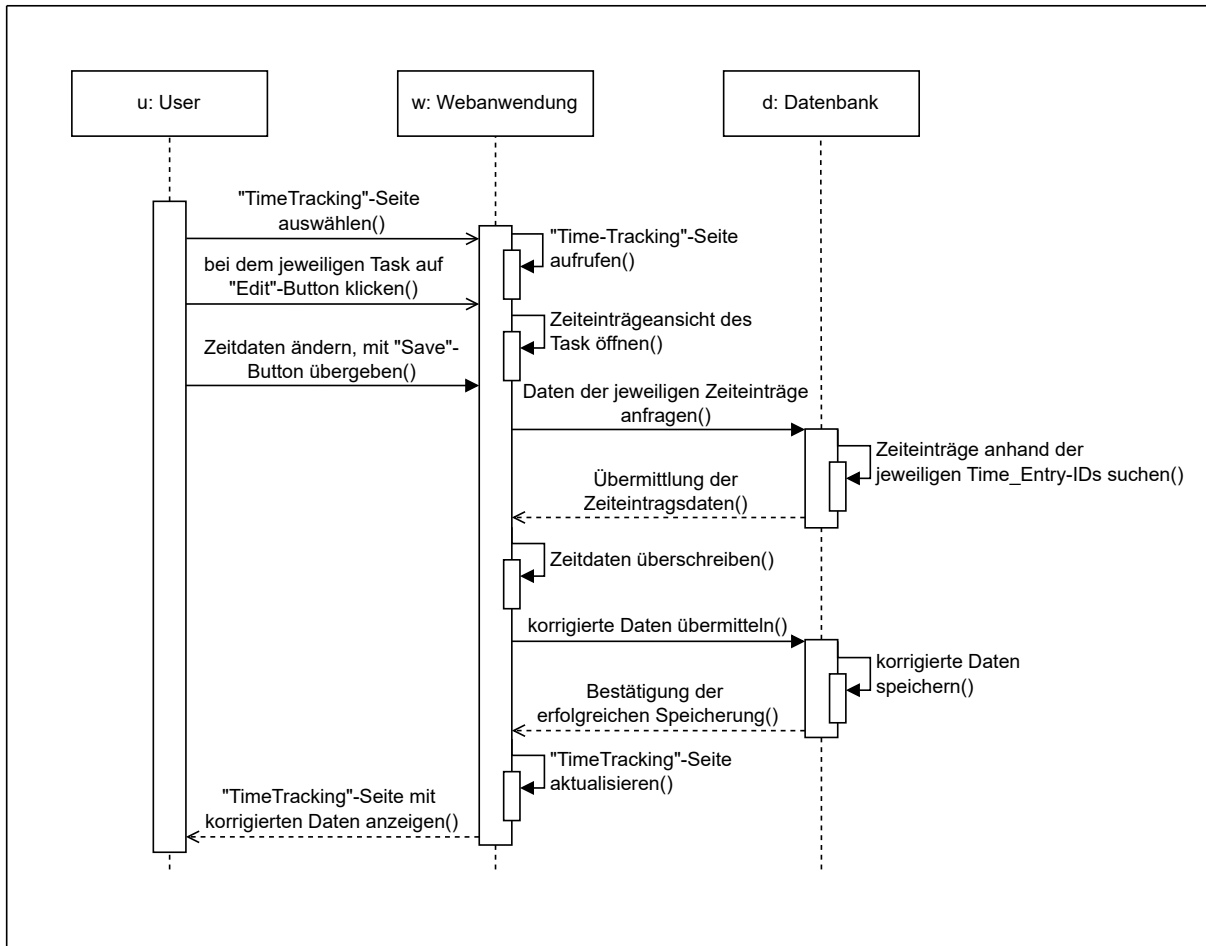 u: User
w: Webanwendung
d: Datenbank
"TimeTracking"-Seite
auswählen()
"Time-Tracking"-Seite
aufrufen()
bei dem jeweiligen Task auf
"Edit"-Button klicken()
Zeiteinträgeansicht des
Task öffnen()
Zeitdaten ändern, mit "Save"-
Button übergeben()
Daten der jeweiligen Zeiteinträge
anfragen()
Zeiteinträge anhand der
jeweiligen Time_Entry-IDs suchen()
Übermittlung der
Zeiteintragsdaten()
Zeitdaten überschreiben()
korrigierte Daten übermitteln()
korrigierte Daten
speichern()
Bestätigung der
erfolgreichen Speicherung()
"TimeTracking"-Seite
aktualisieren()
"TimeTracking"-Seite mit
korrigierten Daten anzeigen()